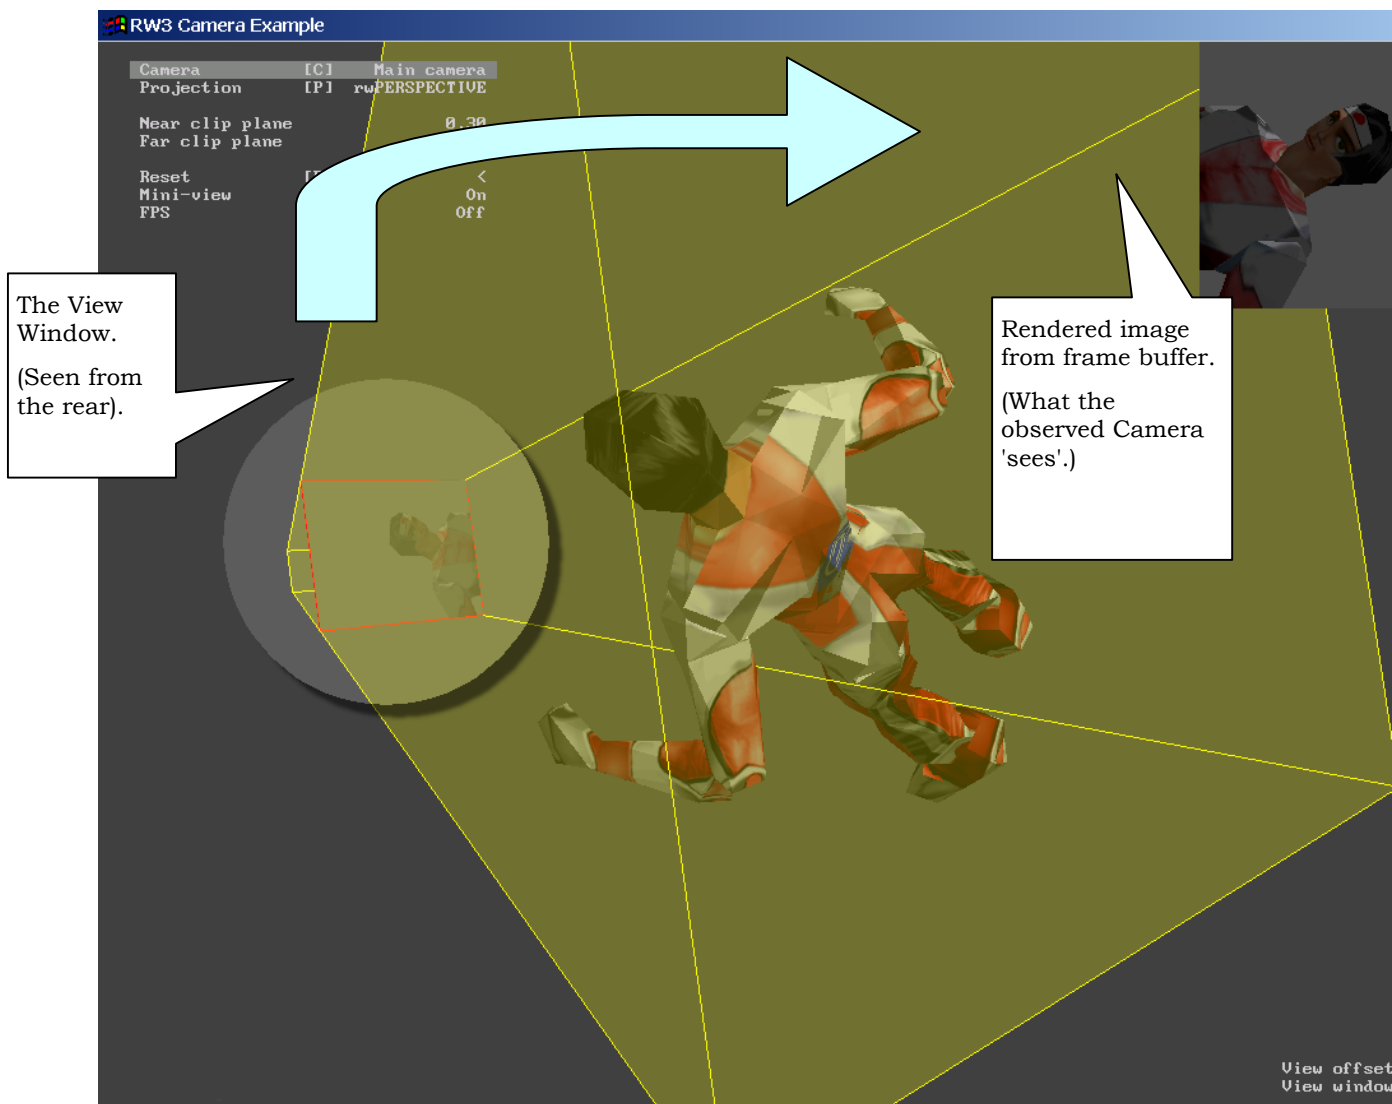 RW3 Camera Example
Camera [C] Main camera
Projection [P] rwPERSPECTIVE
Near clip plane 0.30
Far clip plane
Reset <
Mini-view On
FPS Off
The View
Window.
(Seen from
the rear).
Rendered image
from frame buffer.
(What the
observed Camera
'sees'.)
View offset
View window